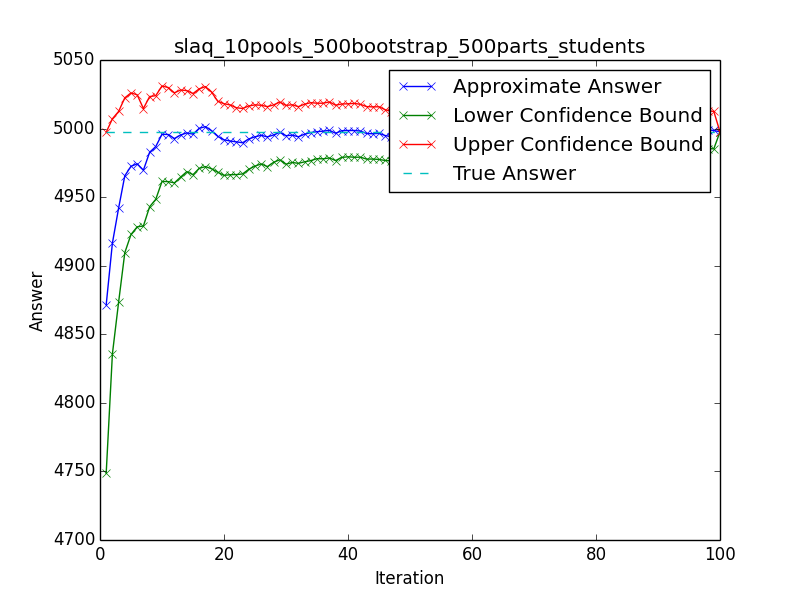 slaq_10pools_500bootstrap_500parts_students
5050
5000
4950
4900
4850
4800
4750
4700
Answer
Approximate Answer
Lower Confidence Bound
Upper Confidence Bound
True Answer
0 20 40 60 80 100
Iteration